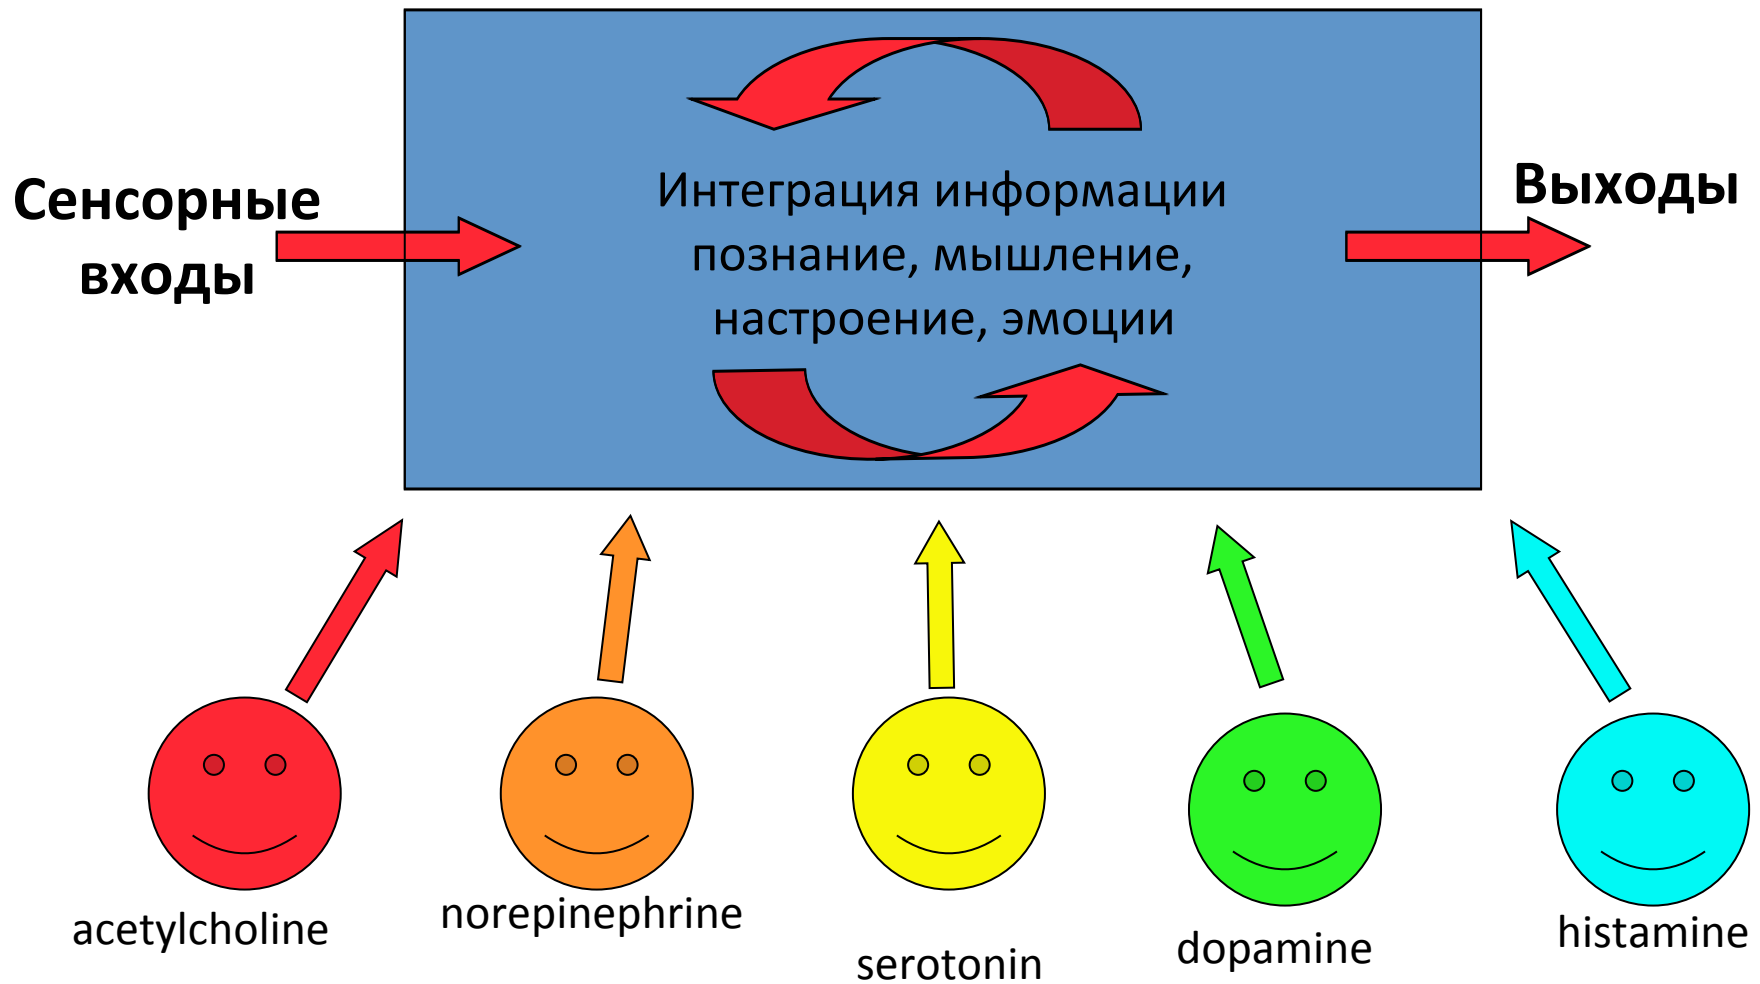 Сенсорные
входы
Интеграция информации
познание, мышление,
настроение, эмоции
Выходы
acetylcholine
norepinephrine
serotonin
dopamine
histamine